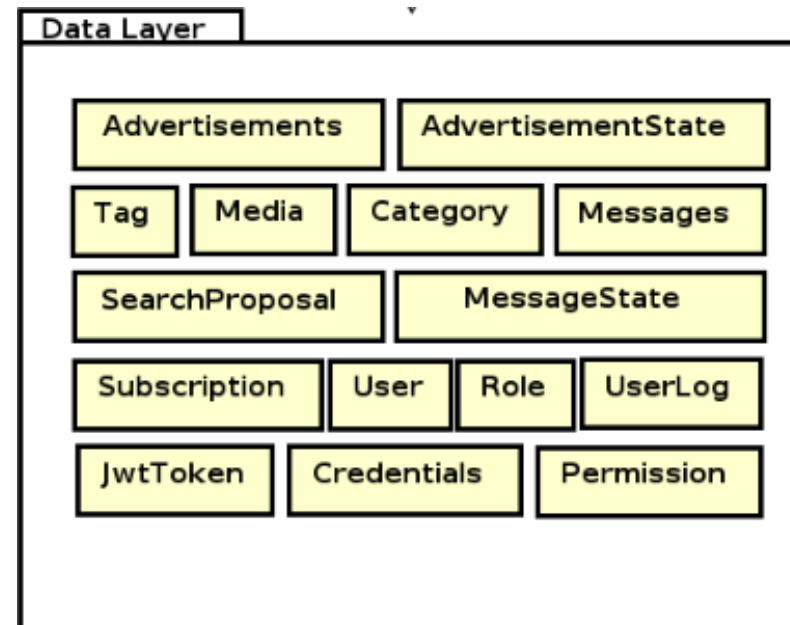 Data Layer
Advertisements AdvertisementState
Tag Media Category Messages
SearchProposal MessageState
Subscription User Role UserLog
JwtToken Credentials Permission